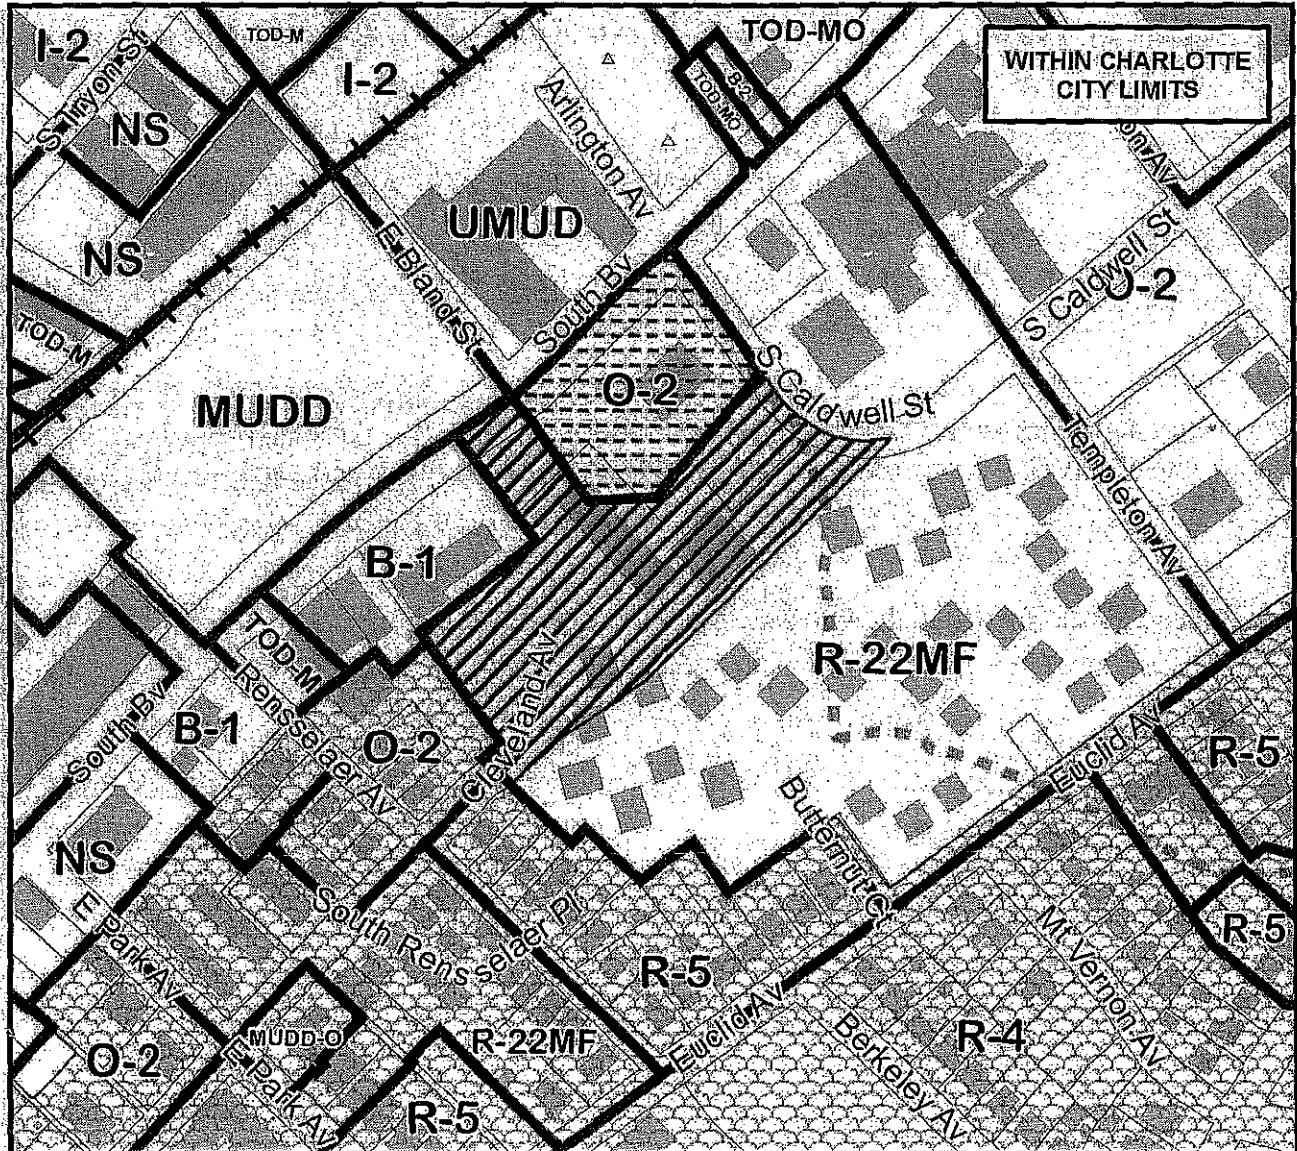 I-2
S Tryon St
TOD-M
I-2
TOD-MO
WITHIN CHARLOTTE
CITY LIMITS
NS
B-2
TOD-MO
Arlington Av
on Av
UMUD
NS
E Bland St
South Bv
S Caldwell St
O-2
TOD-M
MUDD
O-2
S Caldwell St
Templeton Av
B-1
TOD-M
Cleveland Av
R-22MF
Rensselaer Av
South Bv
B-1
O-2
Euclid Av
R-5
Butternut Cr
NS
E Park Av
South Rensselaer Pl
R-5
Mt Vernon Av
R-5
Euclid Av
O-2
MUDD-O
E Park Av
R-22MF
Berkeley Av
R-4
R-5